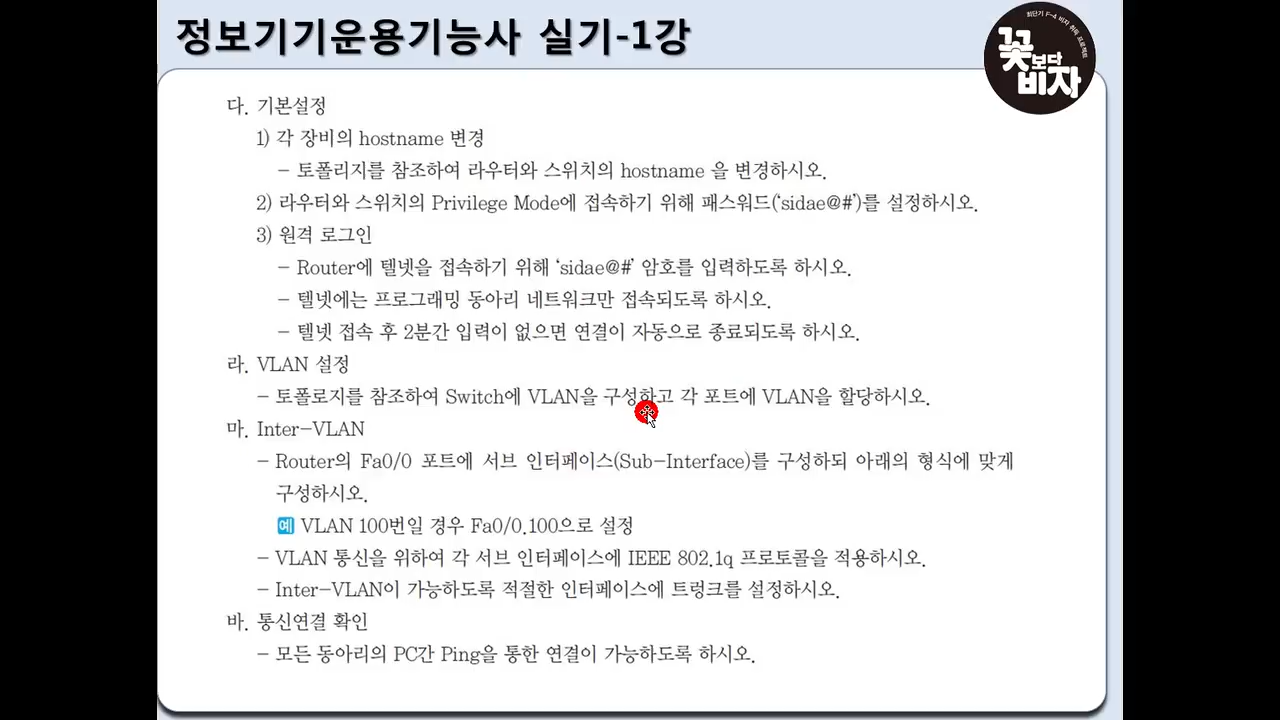 정보기기운용기능사 실기-1강
최단기 F-4 비자 취득 프로젝트
꽃보다
비자
다. 기본설정
1) 각 장비의 hostname 변경
- 토폴리지를 참조하여 라우터와 스위치의 hostname 을 변경하시오.
2) 라우터와 스위치의 Privilege Mode에 접속하기 위해 패스워드('sidae@#')를 설정하시오.
3) 원격 로그인
- Router에 텔넷을 접속하기 위해 'sidae@#' 암호를 입력하도록 하시오.
- 텔넷에는 프로그래밍 동아리 네트워크만 접속되도록 하시오.
- 텔넷 접속 후 2분간 입력이 없으면 연결이 자동으로 종료되도록 하시오.
라. VLAN 설정
- 토폴로지를 참조하여 Switch에 VLAN을 구성하고 각 포트에 VLAN을 할당하시오.
마. Inter-VLAN
- Router의 Fa0/0 포트에 서브 인터페이스(Sub-Interface)를 구성하되 아래의 형식에 맞게
구성하시오.
예 VLAN 100번일 경우 Fa0/0.100으로 설정
- VLAN 통신을 위하여 각 서브 인터페이스에 IEEE 802.1q 프로토콜을 적용하시오.
- Inter-VLAN이 가능하도록 적절한 인터페이스에 트렁크를 설정하시오.
바. 통신연결 확인
- 모든 동아리의 PC간 Ping을 통한 연결이 가능하도록 하시오.